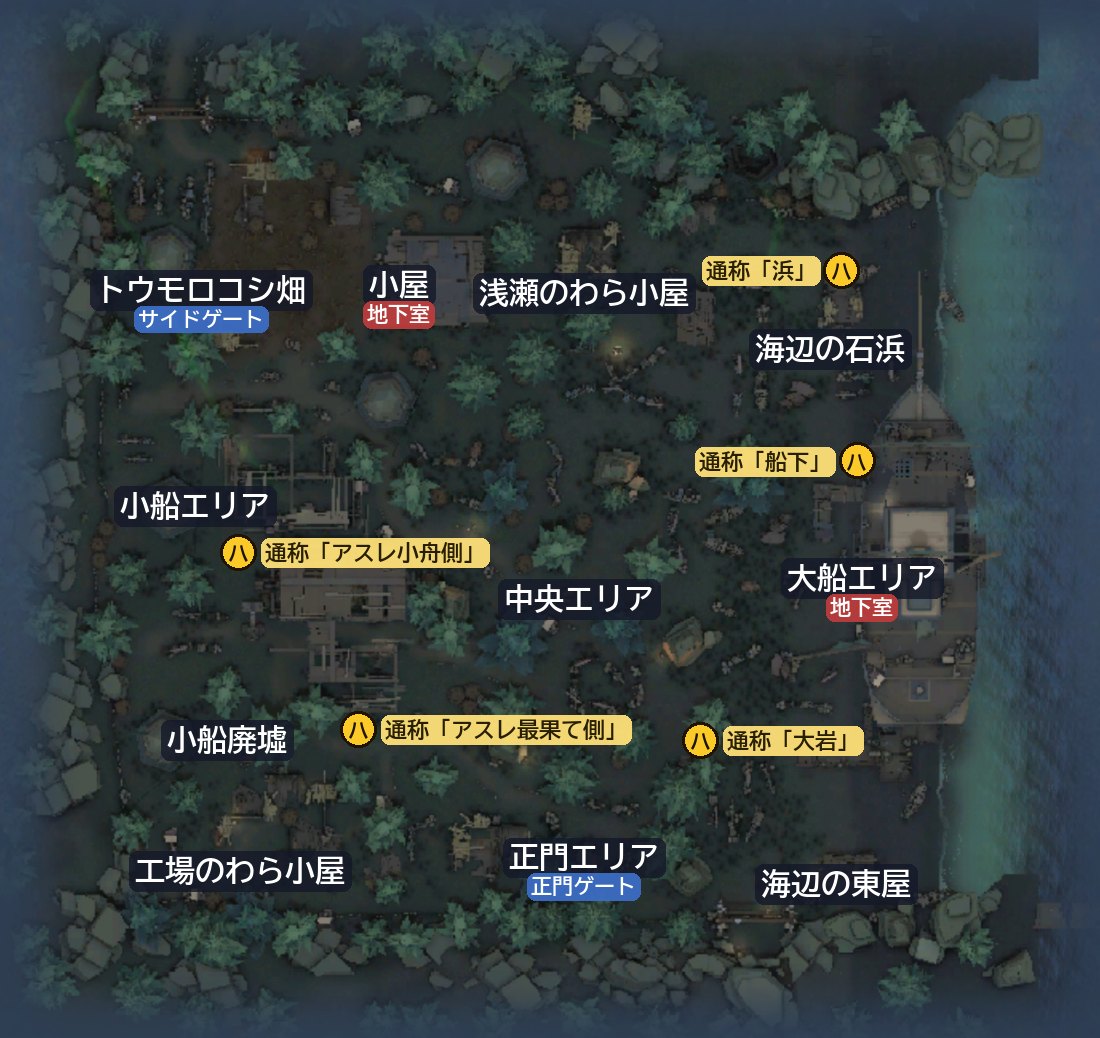 通称「浜」 ハ
トウモロコシ畑
サイドゲート
小屋
地下室
浅瀬のわら小屋
海辺の石浜
通称「船下」 ハ
小船エリア
ハ 通称「アスレ小舟側」
中央エリア
大船エリア
地下室
小船廃墟
ハ 通称「アスレ最果て側」
ハ 通称「大岩」
工場のわら小屋
正門エリア
正門ゲート
海辺の東屋